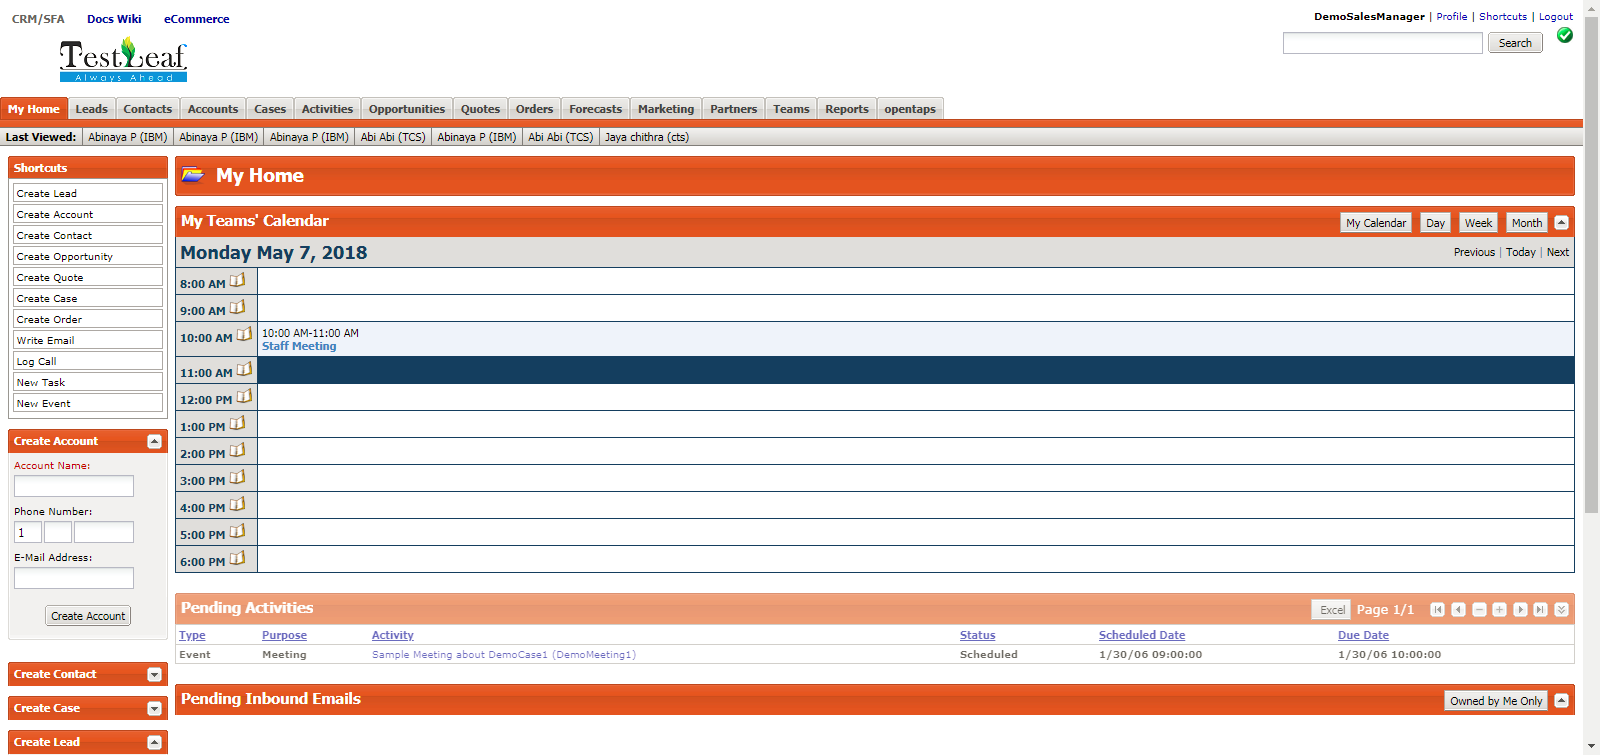 CRM/SFA Docs Wiki eCommerce
DemoSalesManager | Profile | Shortcuts | Logout
Search
TestLeaf
Always Ahead
My Home Leads Contacts Accounts Cases Activities Opportunities Quotes Orders Forecasts Marketing Partners Teams Reports opentaps
Last Viewed: Abinaya P (IBM) Abinaya P (IBM) Abinaya P (IBM) Abi Abi (TCS) Abinaya P (IBM) Abi Abi (TCS) Jaya chithra (cts)
Shortcuts
Create Lead
Create Account
Create Contact
Create Opportunity
Create Quote
Create Case
Create Order
Write Email
Log Call
New Task
New Event
Create Account
Account Name:
Phone Number:
1
E-Mail Address:
Create Account
Create Contact
Create Case
Create Lead
My Home
My Teams' Calendar
My Calendar Day Week Month
Monday May 7, 2018
Previous | Today | Next
8:00 AM
9:00 AM
10:00 AM 10:00 AM-11:00 AM
Staff Meeting
11:00 AM
12:00 PM
1:00 PM
2:00 PM
3:00 PM
4:00 PM
5:00 PM
6:00 PM
Pending Activities
Excel Page 1/1
Type Purpose Activity Status Scheduled Date Due Date
Event Meeting Sample Meeting about DemoCase1 (DemoMeeting1) Scheduled 1/30/06 09:00:00 1/30/06 10:00:00
Pending Inbound Emails
Owned by Me Only